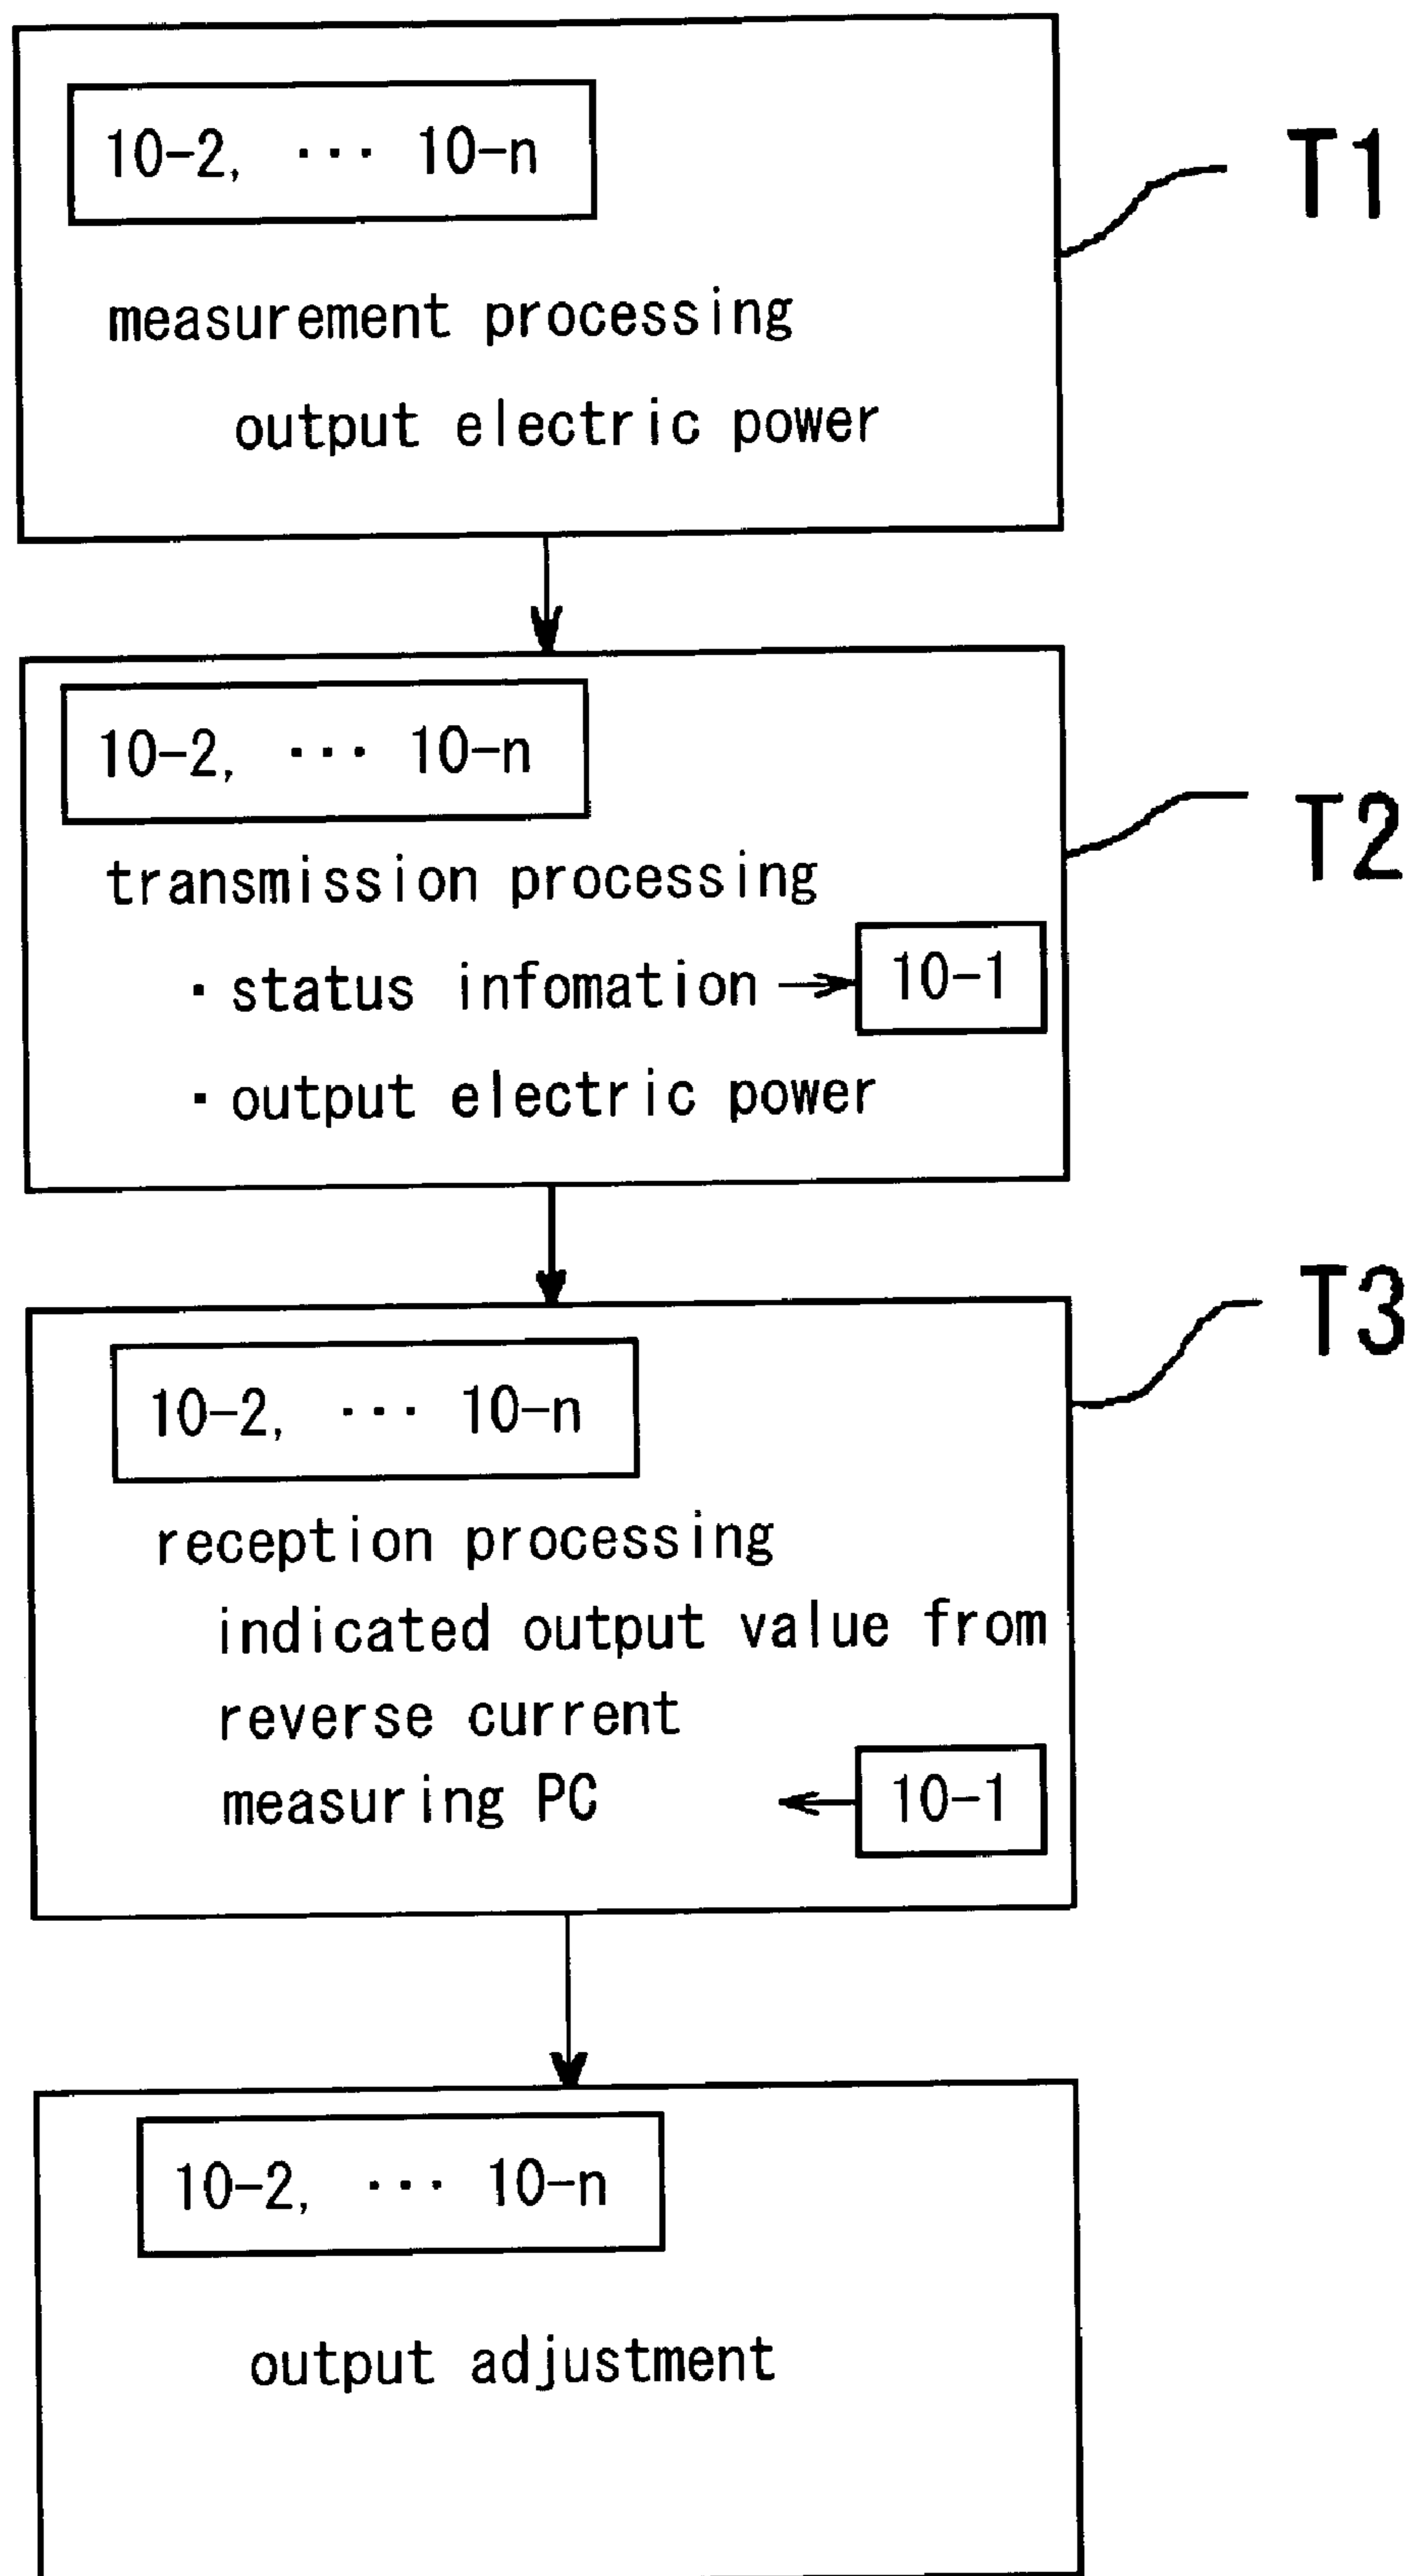 10-2, ··· 10-n
T1
measurement processing
output electric power
10-2, ··· 10-n
T2
transmission processing
・status infomation → 10-1
・output electric power
10-2, ··· 10-n
T3
reception processing
indicated output value from
reverse current
measuring PC ← 10-1
10-2, ··· 10-n
output adjustment